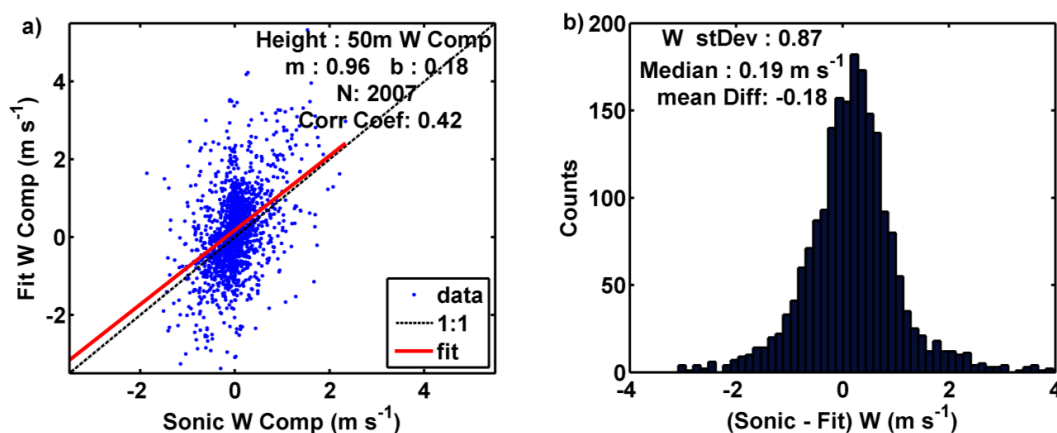 a)
Height : 50m W Comp
m : 0.96 b : 0.18
N: 2007
Corr Coef: 0.42
4
2
0
-2
Fit W Comp (m s⁻¹)
data
1:1
fit
-2 0 2 4
Sonic W Comp (m s⁻¹)
b)
W stDev : 0.87
Median : 0.19 m s⁻¹
mean Diff: -0.18
200
150
100
50
0
Counts
-4 -2 0 2 4
(Sonic - Fit) W (m s⁻¹)